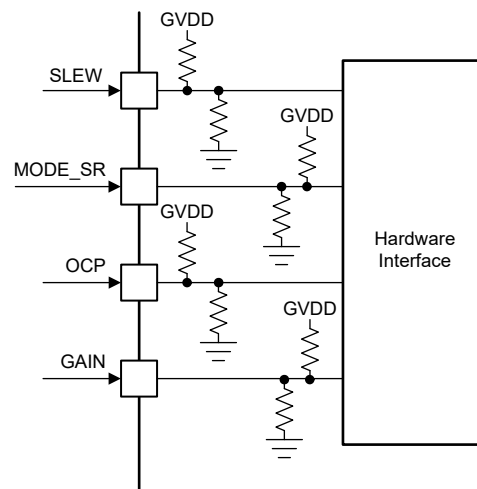 GVDD
SLEW
GVDD
MODE_SR
GVDD
Hardware
Interface
OCP
GVDD
GAIN